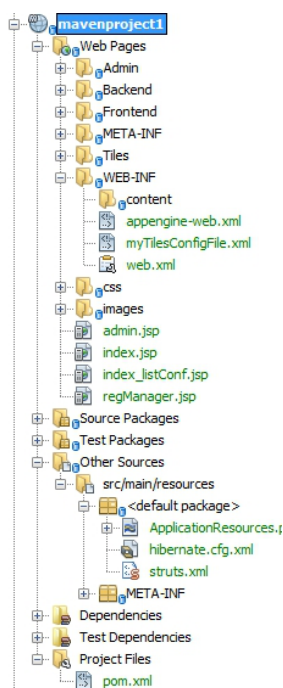 mavenproject1
Web Pages
Admin
Backend
Frontend
META-INF
Tiles
WEB-INF
content
appengine-web.xml
myTilesConfigFile.xml
web.xml
css
images
admin.jsp
index.jsp
index_listConf.jsp
regManager.jsp
Source Packages
Test Packages
Other Sources
src/main/resources
<default package>
ApplicationResources.p
hibernate.cfg.xml
struts.xml
META-INF
Dependencies
Test Dependencies
Project Files
pom.xml